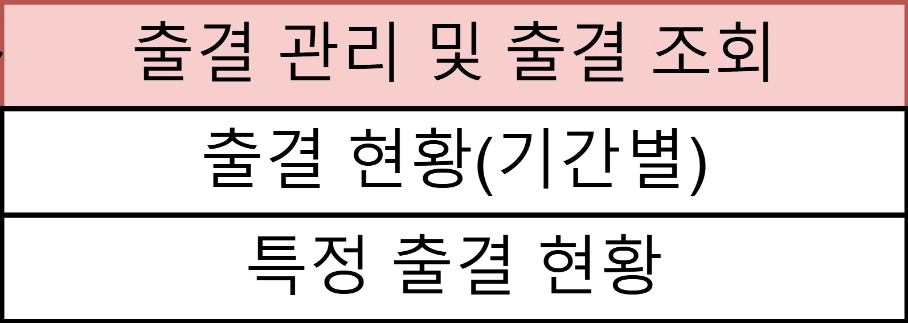 출결 관리 및 출결 조회
출결 현황(기간별)
특정 출결 현황